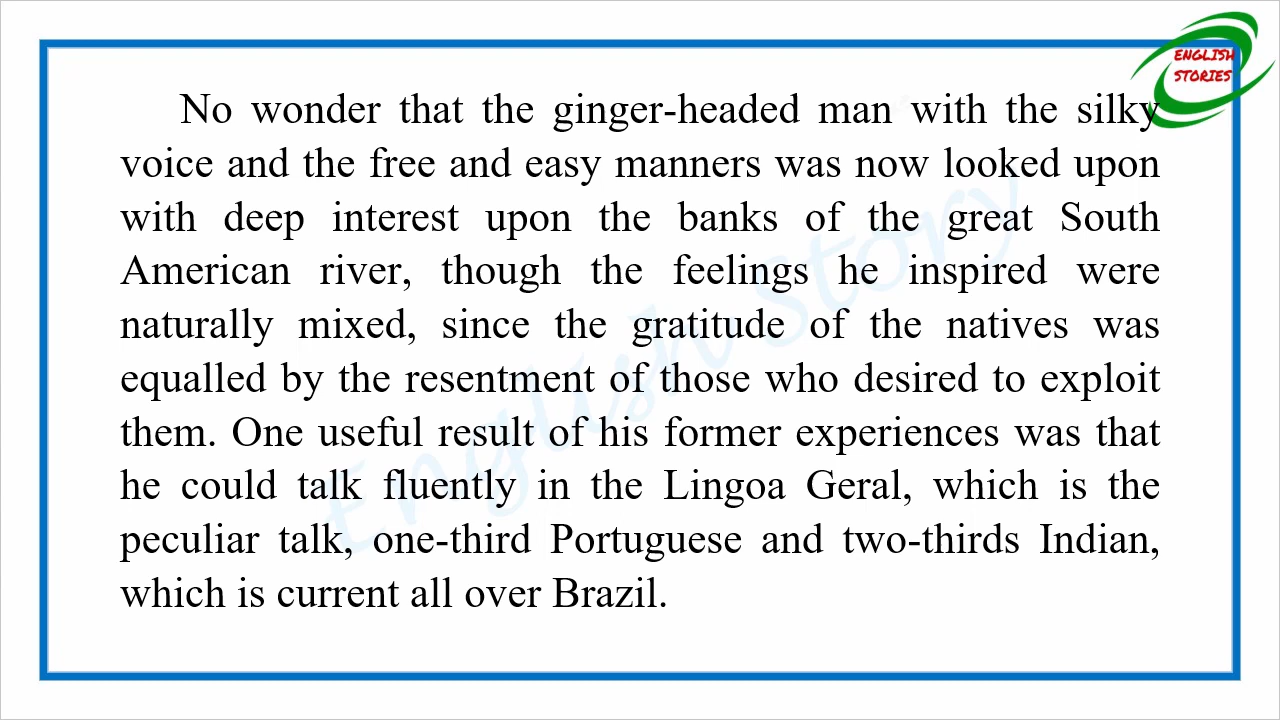 ENGLISH
STORIES
No wonder that the ginger-headed man with the silky
voice and the free and easy manners was now looked upon
with deep interest upon the banks of the great South
American river, though the feelings he inspired were
naturally mixed, since the gratitude of the natives was
equalled by the resentment of those who desired to exploit
them. One useful result of his former experiences was that
he could talk fluently in the Lingoa Geral, which is the
peculiar talk, one-third Portuguese and two-thirds Indian,
which is current all over Brazil.
English Story